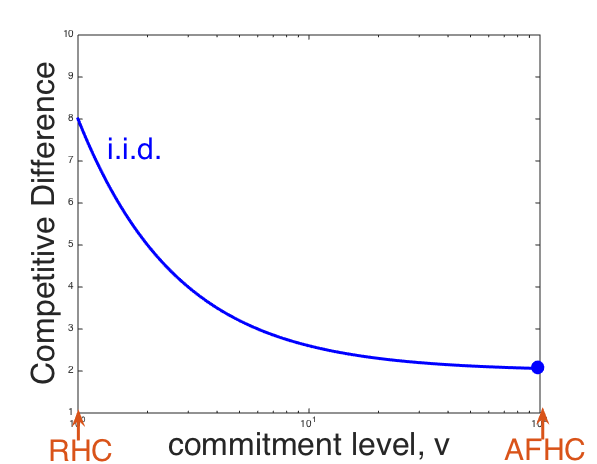 Competitive Difference
10
9
8
7
6
5
4
3
2
1
i.i.d.
10¹
RHC
commitment level, v
AFHC